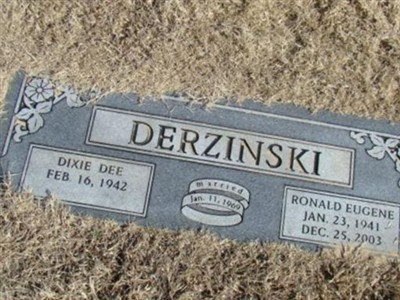 DERZINSKI
DIXIE DEE
FEB. 16, 1942
married
Jan. 11, 1969
RONALD EUGENE
JAN. 23, 1941
DEC. 25, 2003